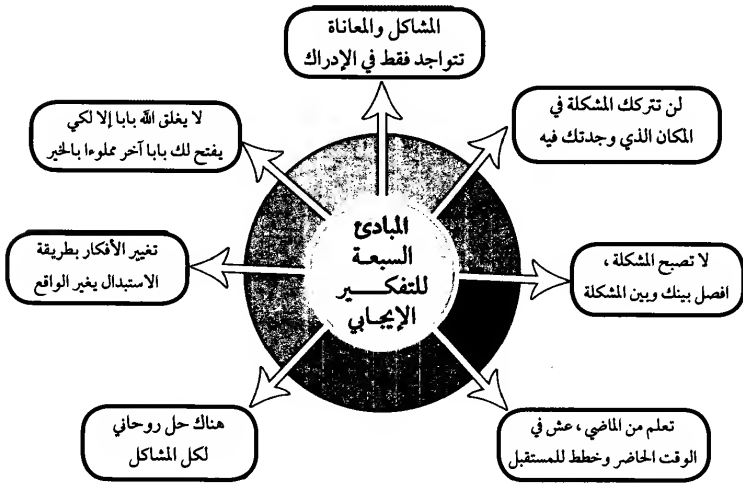 المشاكل والمعاناة
تتواجد فقط في الإدراك
لن تتركك المشكلة في
المكان الذي وجدتك فيه
لا يغلق الله بابا إلا لكي
يفتح لك بابا آخر مملوءا بالخير
المبادئ
السبعة
للتفكير
الإيجابي
لا تصبح المشكلة ،
افصل بينك وبين المشكلة
تغيير الأفكار بطريقة
الاستبدال يغير الواقع
تعلم من الماضي ، عش في
الوقت الحاضر وخطط للمستقبل
هناك حل روحاني
لكل المشاكل